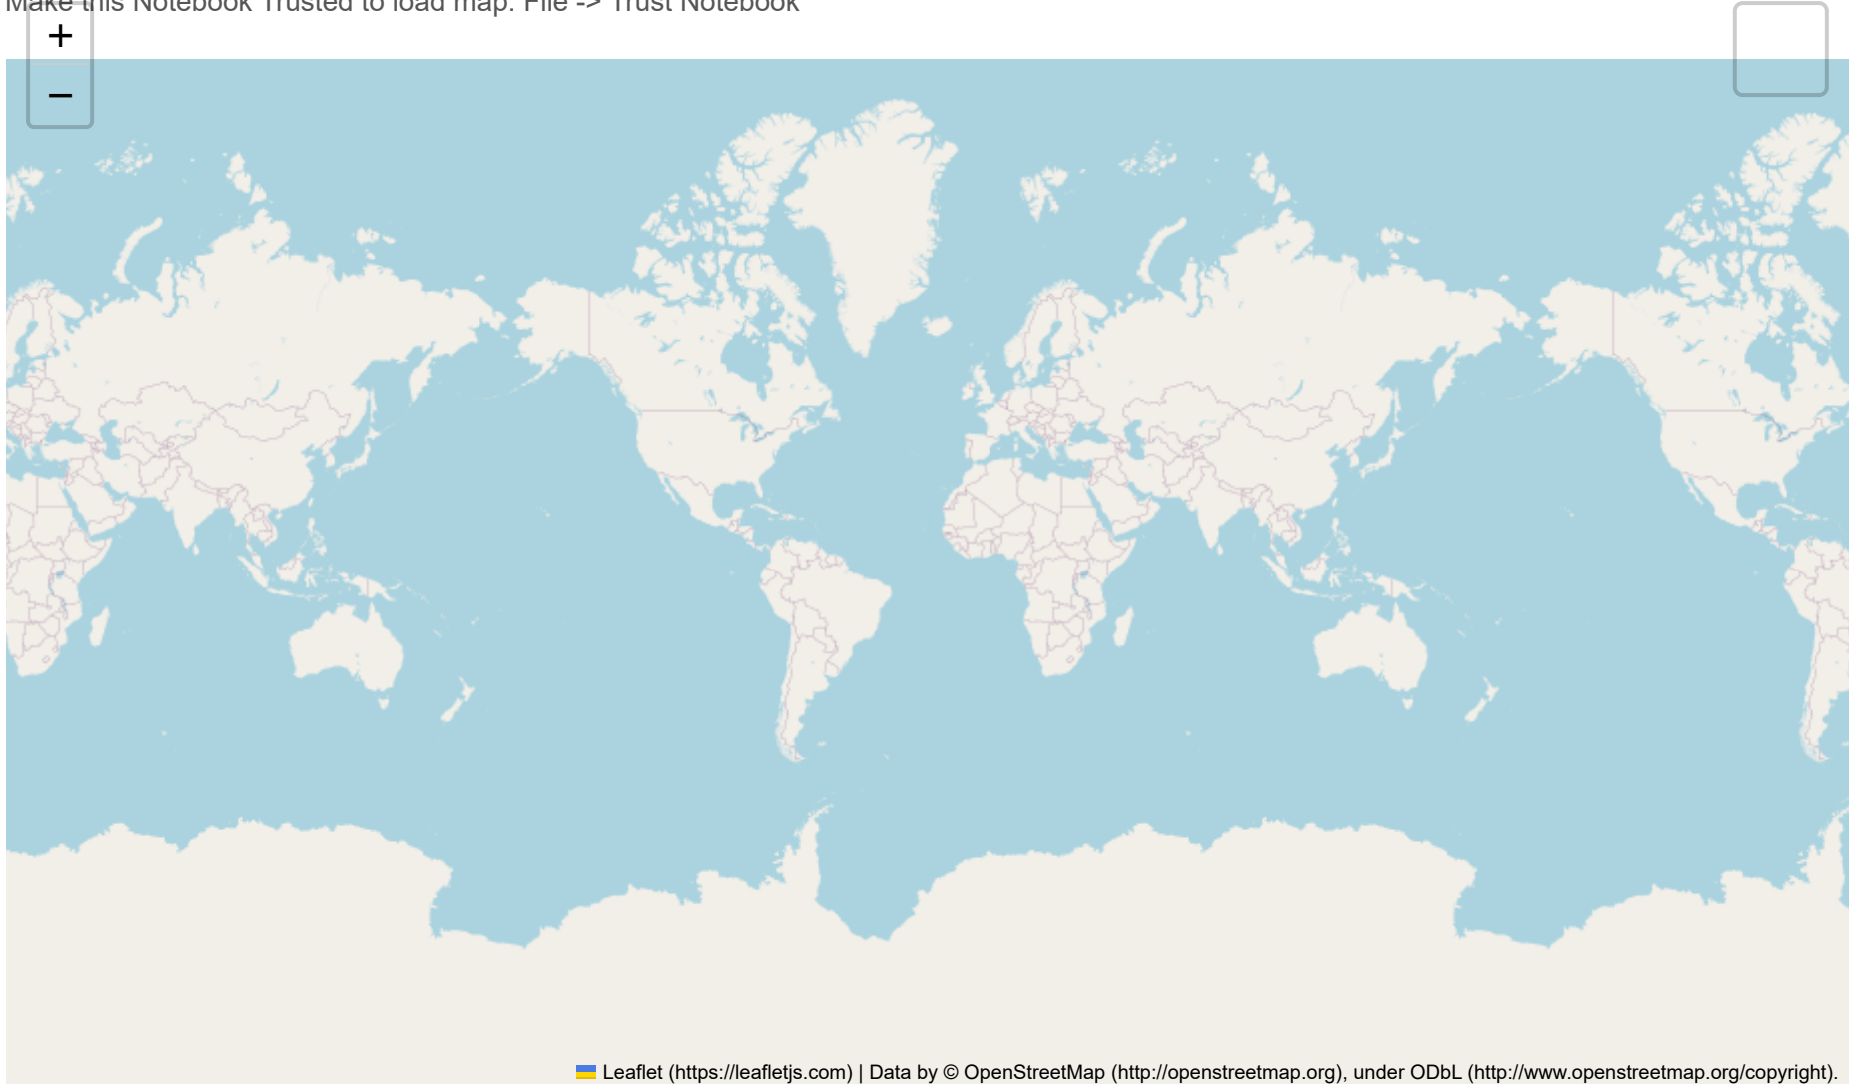 Make this Notebook Trusted to load map: File -> Trust Notebook
+
−
Leaflet (https://leafletjs.com) | Data by © OpenStreetMap (http://openstreetmap.org), under ODbL (http://www.openstreetmap.org/copyright).